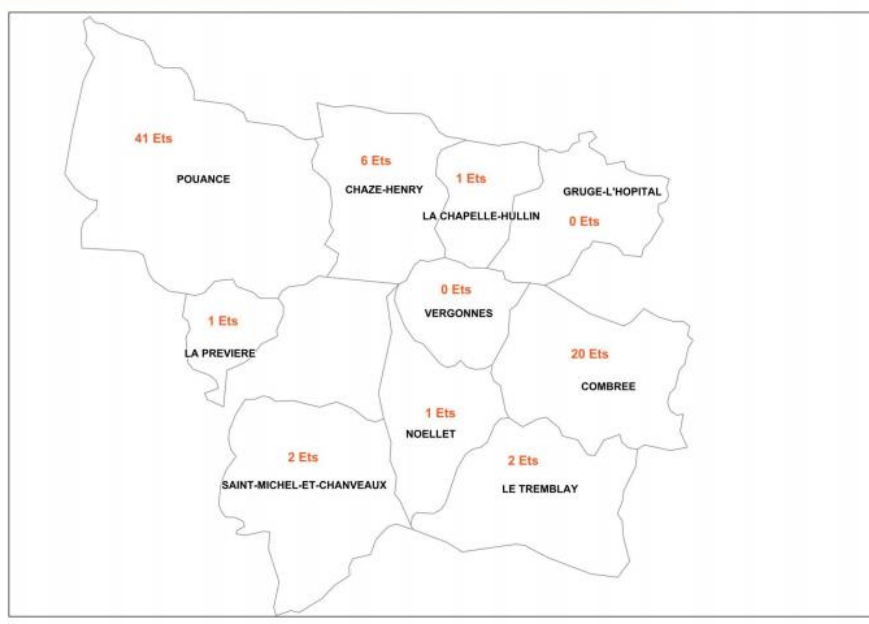 41 Ets
POUANCE
6 Ets
CHAZE-HENRY
1 Ets
LA CHAPELLE-HULLIN
GRUGE-L'HOPITAL
0 Ets
0 Ets
VERGONNES
1 Ets
LA PREVIERE
20 Ets
COMBREE
1 Ets
NOELLET
2 Ets
SAINT-MICHEL-ET-CHANVEAUX
2 Ets
LE TREMBLAY